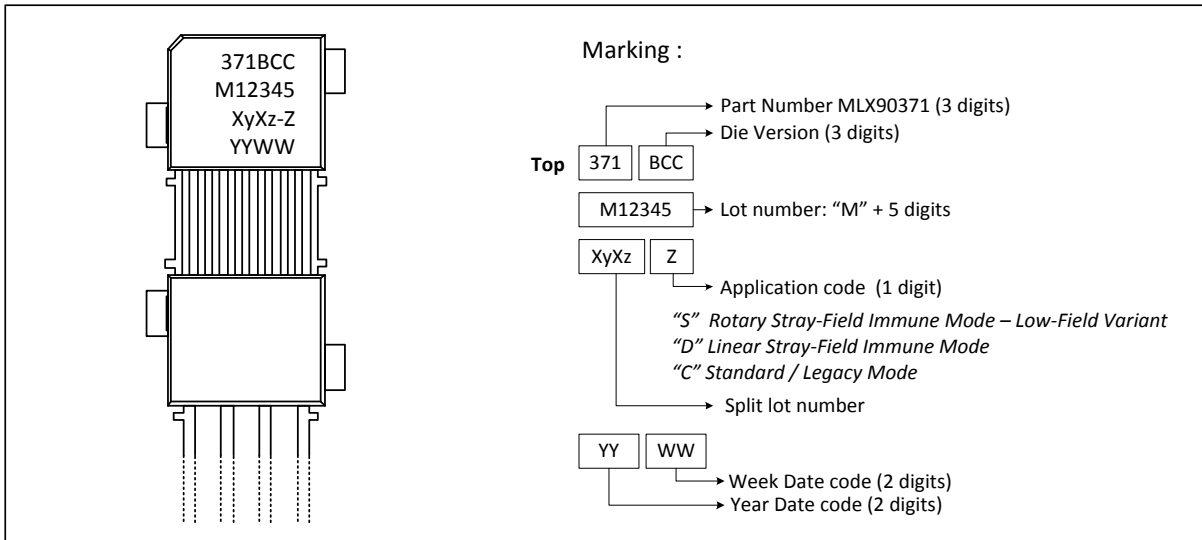 371BCC
M12345
XyXz-Z
YYWW
Marking :
Part Number MLX90371 (3 digits)
Die Version (3 digits)
Top 371 BCC
M12345 Lot number: “M” + 5 digits
XyXz Z
Application code (1 digit)
“S” Rotary Stray-Field Immune Mode – Low-Field Variant
“D” Linear Stray-Field Immune Mode
“C” Standard / Legacy Mode
Split lot number
YY WW
Week Date code (2 digits)
Year Date code (2 digits)